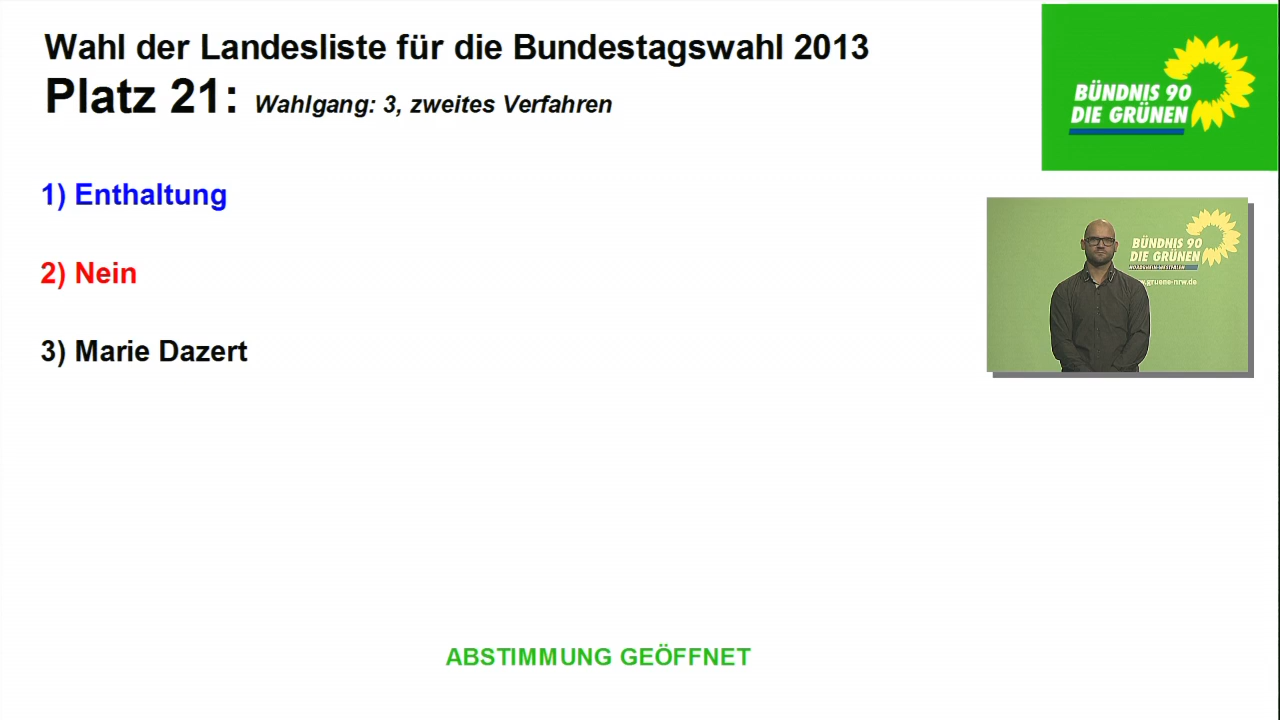 Wahl der Landesliste für die Bundestagswahl 2013
Platz 21: Wahlgang: 3, zweites Verfahren
BÜNDNIS 90
DIE GRÜNEN
1) Enthaltung
BÜNDNIS 90
DIE GRÜNEN
NORDRHEIN-WESTFALEN
w.gruene-nrw.de
2) Nein
3) Marie Dazert
ABSTIMMUNG GEÖFFNET